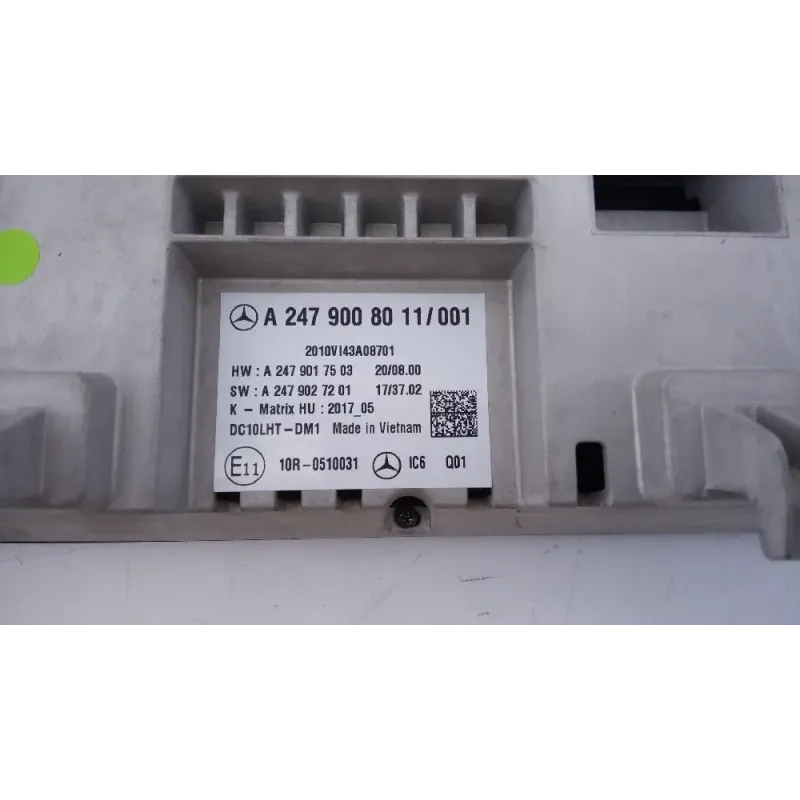 A 247 900 80 11/001
2010VI43A08701
HW : A 247 901 75 03 20/08.00
SW : A 247 902 72 01 17/37.02
K - Matrix HU : 2017_05
DC10LHT-DM1 Made in Vietnam
E11 10R-0510031 IC6 Q01